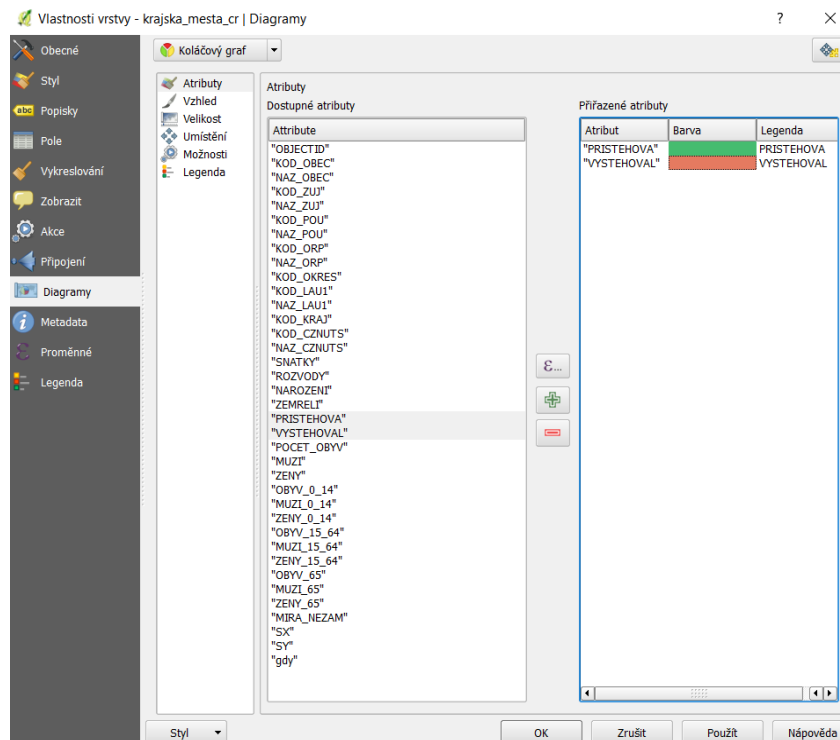 Vlastnosti vrstvy - krajska_mesta_cr | Diagramy
?
Obecné
Styl
abc Popisky
Pole
Vykreslování
Zobrazit
Akce
Připojení
Diagramy
Metadata
Proměnné
Legenda
Koláčový graf
Atributy
Vzhled
Velikost
Umístění
Možnosti
Legenda
Atributy
Dostupné atributy
Attribute
"OBJECTID"
"KOD_OBEC"
"NAZ_OBEC"
"KOD_ZUJ"
"NAZ_ZUJ"
"KOD_POU"
"NAZ_POU"
"KOD_ORP"
"NAZ_ORP"
"KOD_OKRES"
"KOD_LAU1"
"NAZ_LAU1"
"KOD_KRAJ"
"KOD_CZNUTS"
"NAZ_CZNUTS"
"SNATKY"
"ROZVODY"
"NAROZENI"
"ZEMRELI"
"PRISTEHOVA"
"VYSTEHOVAL"
"POCET_OBYV"
"MUZI"
"ZENY"
"OBYV_0_14"
"MUZI_0_14"
"ZENY_0_14"
"OBYV_15_64"
"MUZI_15_64"
"ZENY_15_64"
"OBYV_65"
"MUZI_65"
"ZENY_65"
"MIRA_NEZAM"
"SX"
"SY"
"gdy"
ε...
Přiřazené atributy
Atribut Barva Legenda
"PRISTEHOVA" PRISTEHOVA
"VYSTEHOVAL" VYSTEHOVAL
Styl
OK
Zrušit
Použít
Nápověda